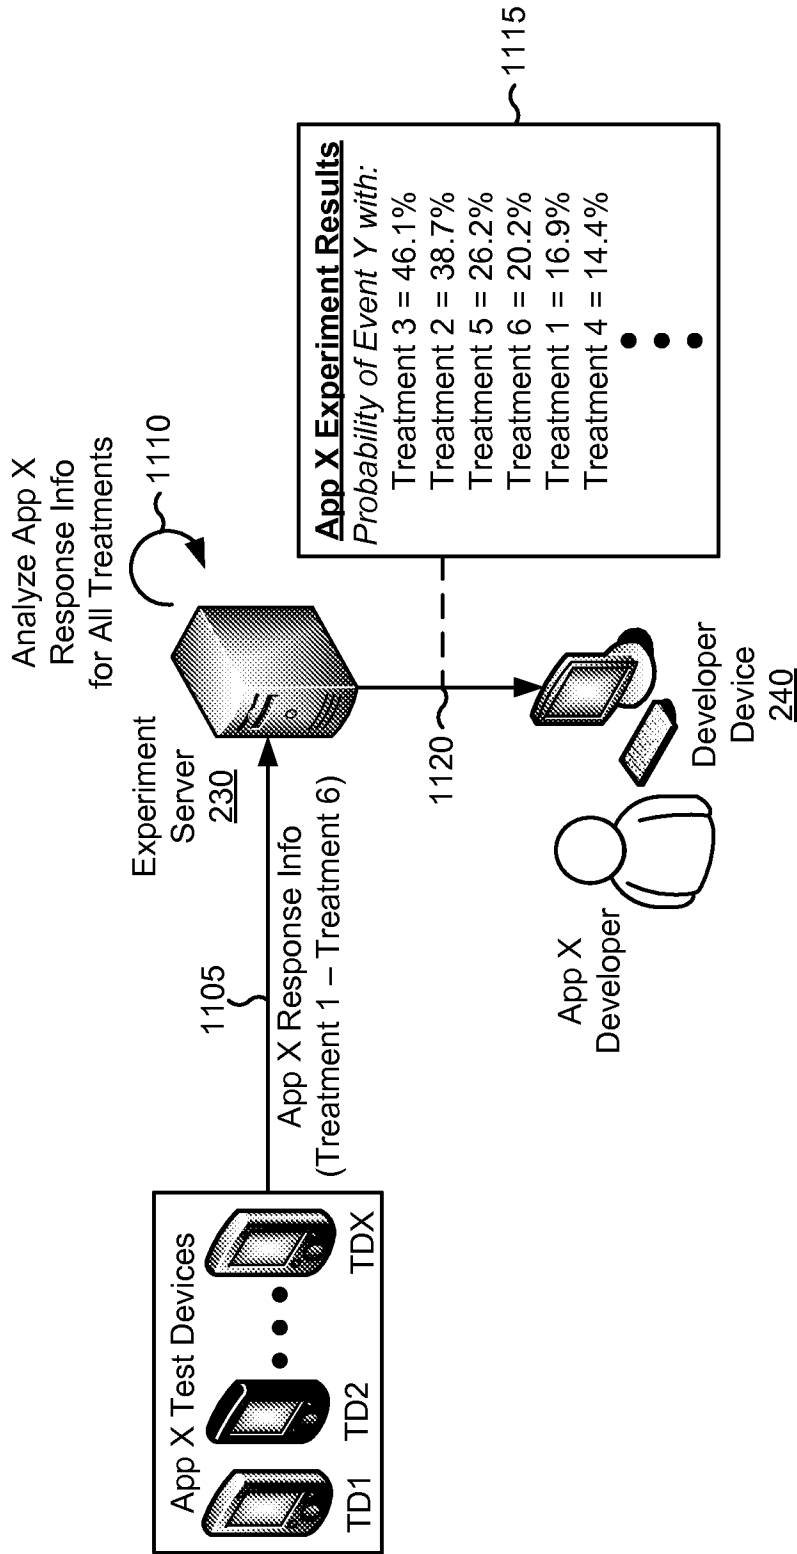 App X Test Devices
TD1
TD2
TDX
1105
App X Response Info
(Treatment 1 – Treatment 6)
Experiment
Server
230
Analyze App X
Response Info
for All Treatments
1110
1120
App X
Developer
Developer
Device
240
App X Experiment Results
Probability of Event Y with:
Treatment 3 = 46.1%
Treatment 2 = 38.7%
Treatment 5 = 26.2%
Treatment 6 = 20.2%
Treatment 1 = 16.9%
Treatment 4 = 14.4%
1115